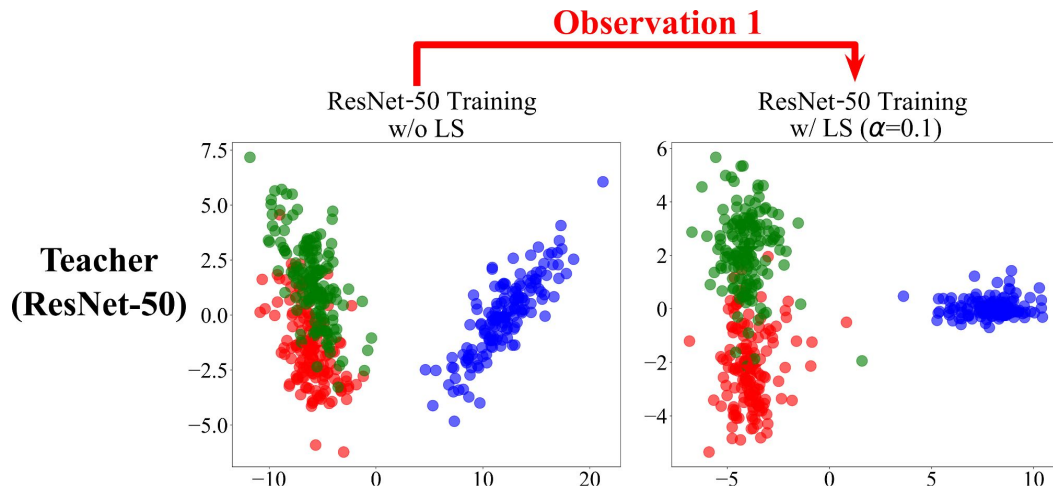 Observation 1
ResNet-50 Training
w/o LS
ResNet-50 Training
w/ LS (α=0.1)
Teacher
(ResNet-50)
7.5
5.0
2.5
0.0
−2.5
−5.0
−10
0
10
20
6
4
2
0
−2
−4
−5
0
5
10